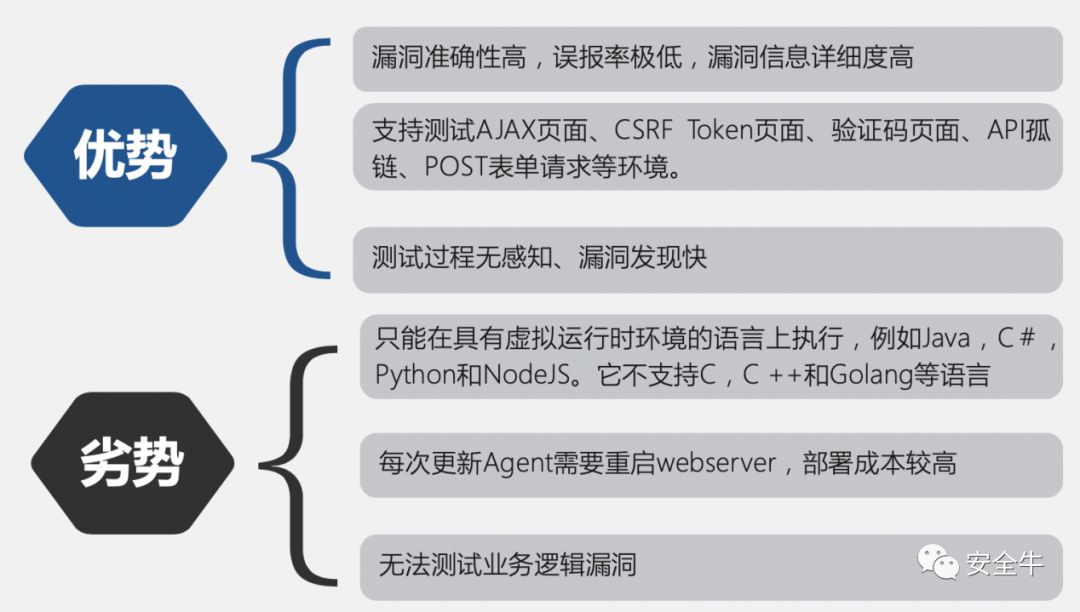 优势
漏洞准确性高，误报率极低，漏洞信息详细度高
支持测试AJAX页面、CSRF Token页面、验证码页面、API孤
链、POST表单请求等环境。
测试过程无感知、漏洞发现快
劣势
只能在具有虚拟运行时环境的语言上执行，例如Java，C＃，
Python和NodeJS。它不支持C，C ++和Golang等语言
每次更新Agent需要重启webserver，部署成本较高
无法测试业务逻辑漏洞
安全牛